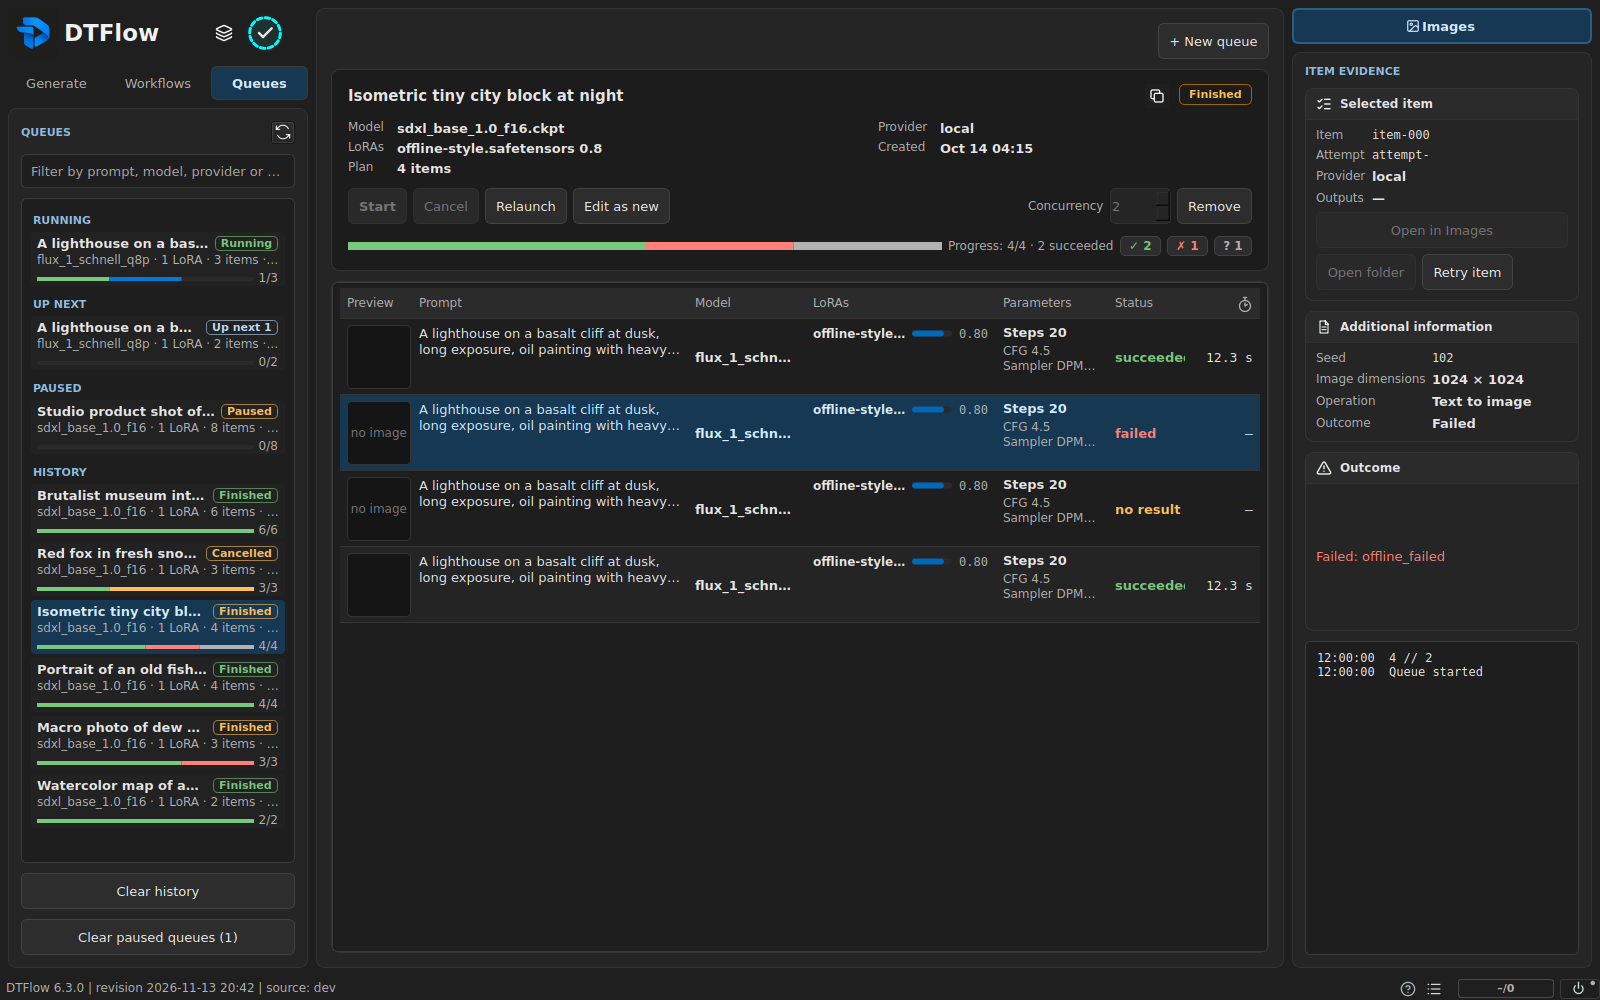 DTFlow
Generate
Workflows
Queues
QUEUES
Filter by prompt, model, provider or ...
RUNNING
A lighthouse on a bas... Running
flux_1_schnell_q8p · 1 LoRA · 3 items ·...
1/3
UP NEXT
A lighthouse on a b... Up next 1
flux_1_schnell_q8p · 1 LoRA · 2 items ·...
0/2
PAUSED
Studio product shot of... Paused
sdxl_base_1.0_f16 · 1 LoRA · 8 items · ...
0/8
HISTORY
Brutalist museum int... Finished
sdxl_base_1.0_f16 · 1 LoRA · 6 items · ...
6/6
Red fox in fresh sno... Cancelled
sdxl_base_1.0_f16 · 1 LoRA · 3 items · ...
3/3
Isometric tiny city bl... Finished
sdxl_base_1.0_f16 · 1 LoRA · 4 items · ...
4/4
Portrait of an old fish... Finished
sdxl_base_1.0_f16 · 1 LoRA · 4 items · ...
4/4
Macro photo of dew ... Finished
sdxl_base_1.0_f16 · 1 LoRA · 3 items · ...
3/3
Watercolor map of a... Finished
sdxl_base_1.0_f16 · 1 LoRA · 2 items · ...
2/2
Clear history
Clear paused queues (1)
+ New queue
Isometric tiny city block at night
Finished
Model sdxl_base_1.0_f16.ckpt
Provider local
LoRAs offline-style.safetensors 0.8
Created Oct 14 04:15
Plan 4 items
Start
Cancel
Relaunch
Edit as new
Concurrency 2
Remove
Progress: 4/4 · 2 succeeded ✓ 2 ✗ 1 ? 1
Preview Prompt Model LoRAs Parameters Status
A lighthouse on a basalt cliff at dusk,
long exposure, oil painting with heavy...
flux_1_schn...
offline-style... 0.80
Steps 20
CFG 4.5
Sampler DPM...
succeeded
12.3 s
no image
A lighthouse on a basalt cliff at dusk,
long exposure, oil painting with heavy...
flux_1_schn...
offline-style... 0.80
Steps 20
CFG 4.5
Sampler DPM...
failed
–
no image
A lighthouse on a basalt cliff at dusk,
long exposure, oil painting with heavy...
flux_1_schn...
offline-style... 0.80
Steps 20
CFG 4.5
Sampler DPM...
no result
–
A lighthouse on a basalt cliff at dusk,
long exposure, oil painting with heavy...
flux_1_schn...
offline-style... 0.80
Steps 20
CFG 4.5
Sampler DPM...
succeeded
12.3 s
Images
ITEM EVIDENCE
Selected item
Item item-000
Attempt attempt-
Provider local
Outputs —
Open in Images
Open folder
Retry item
Additional information
Seed 102
Image dimensions 1024 × 1024
Operation Text to image
Outcome Failed
Outcome
Failed: offline_failed
12:00:00 4 // 2
12:00:00 Queue started
DTFlow 6.3.0 | revision 2026-11-13 20:42 | source: dev
–/0